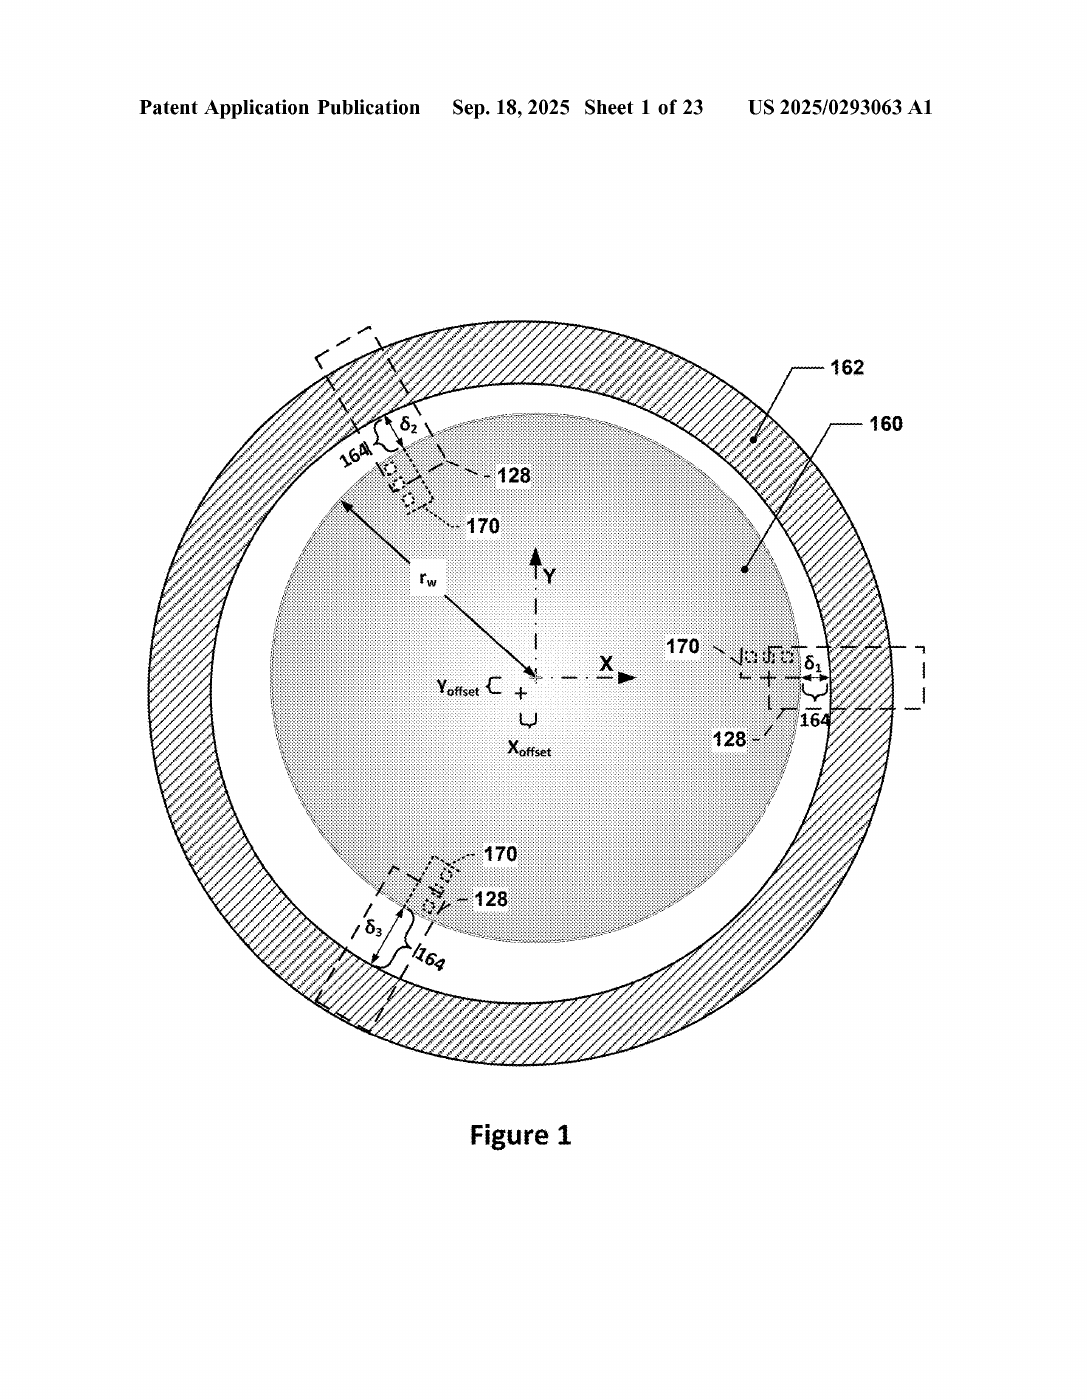 Patent Application Publication Sep. 18, 2025 Sheet 1 of 23 US 2025/0293063 A1
162
160
δ2
164
128
170
rw
Y
170
X
δ1
Yoffset
164
128
Xoffset
170
128
δ3
164
Figure 1